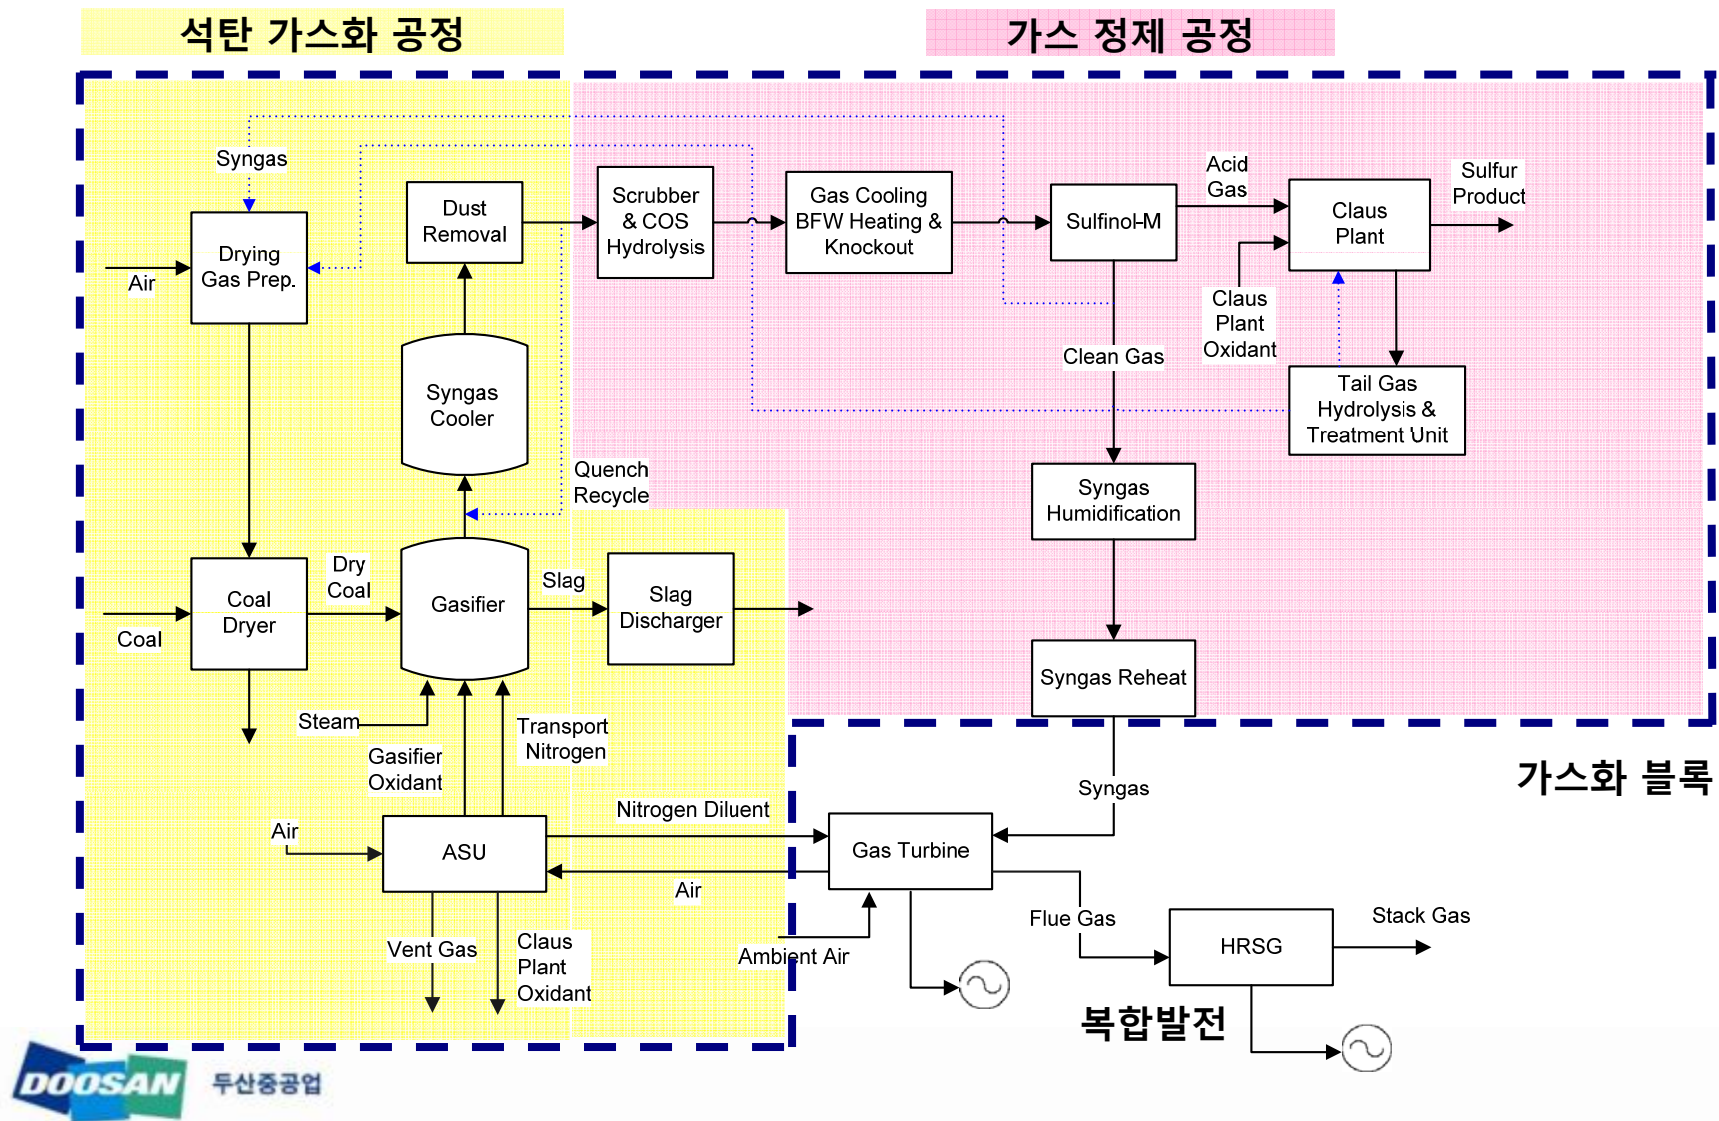 석탄 가스화 공정
가스 정제 공정
Syngas
Drying
Gas Prep.
Air
Dust
Removal
Scrubber
& COS
Hydrolysis
Gas Cooling
BFW Heating &
Knockout
Sulfinol-M
Acid
Gas
Claus
Plant
Sulfur
Product
Claus
Plant
Oxidant
Clean Gas
Tail Gas
Hydrolysis &
Treatment Unit
Syngas
Cooler
Quench
Recycle
Syngas
Humidification
Coal
Coal
Dryer
Dry
Coal
Gasifier
Slag
Slag
Discharger
Syngas Reheat
Steam
Gasifier
Oxidant
Transport
Nitrogen
가스화 블록
Syngas
Air
ASU
Nitrogen Diluent
Air
Gas Turbine
Vent Gas
Claus
Plant
Oxidant
Ambient Air
Flue Gas
HRSG
Stack Gas
복합발전
DOOSAN 두산중공업